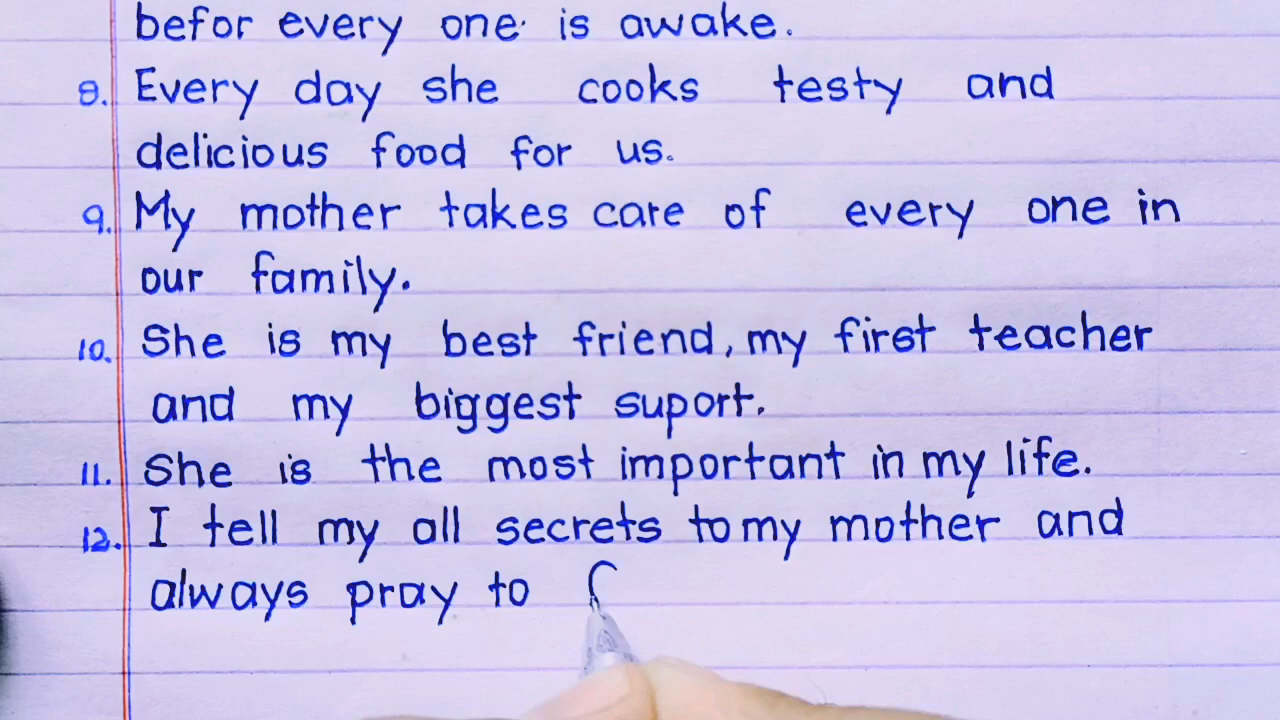 befor every one is awake.
8. Every day she cooks testy and
delicious food for us.
9. My mother takes care of every one in
our family.
10. She is my best friend, my first teacher
and my biggest suport.
11. She is the most important in my life.
12. I tell my all secrets to my mother and
always pray to